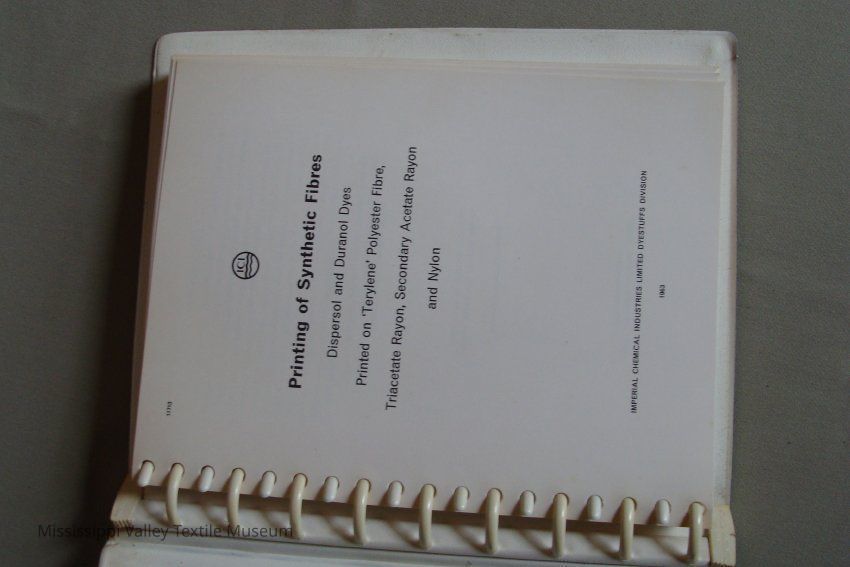 ICI
Printing of Synthetic Fibres
Dispersol and Duranol Dyes
Printed on 'Terylene' Polyester Fibre,
Triacetate Rayon, Secondary Acetate Rayon
and Nylon
IMPERIAL CHEMICAL INDUSTRIES LIMITED DYESTUFFS DIVISION
1963
Mississippi Valley Textile Museum